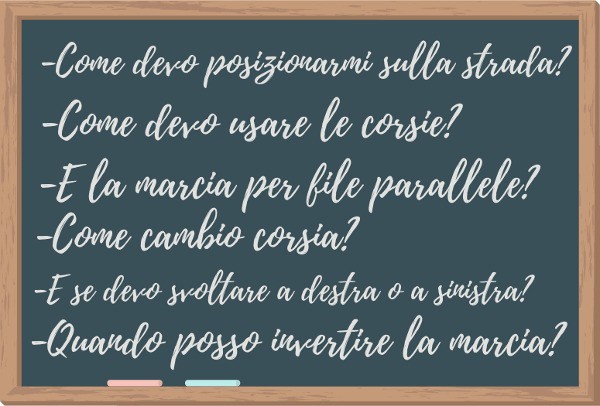 -Come devo posizionarmi sulla strada?
-Come devo usare le corsie?
-E la marcia per file parallele?
-Come cambio corsia?
-E se devo svoltare a destra o a sinistra?
-Quando posso invertire la marcia?